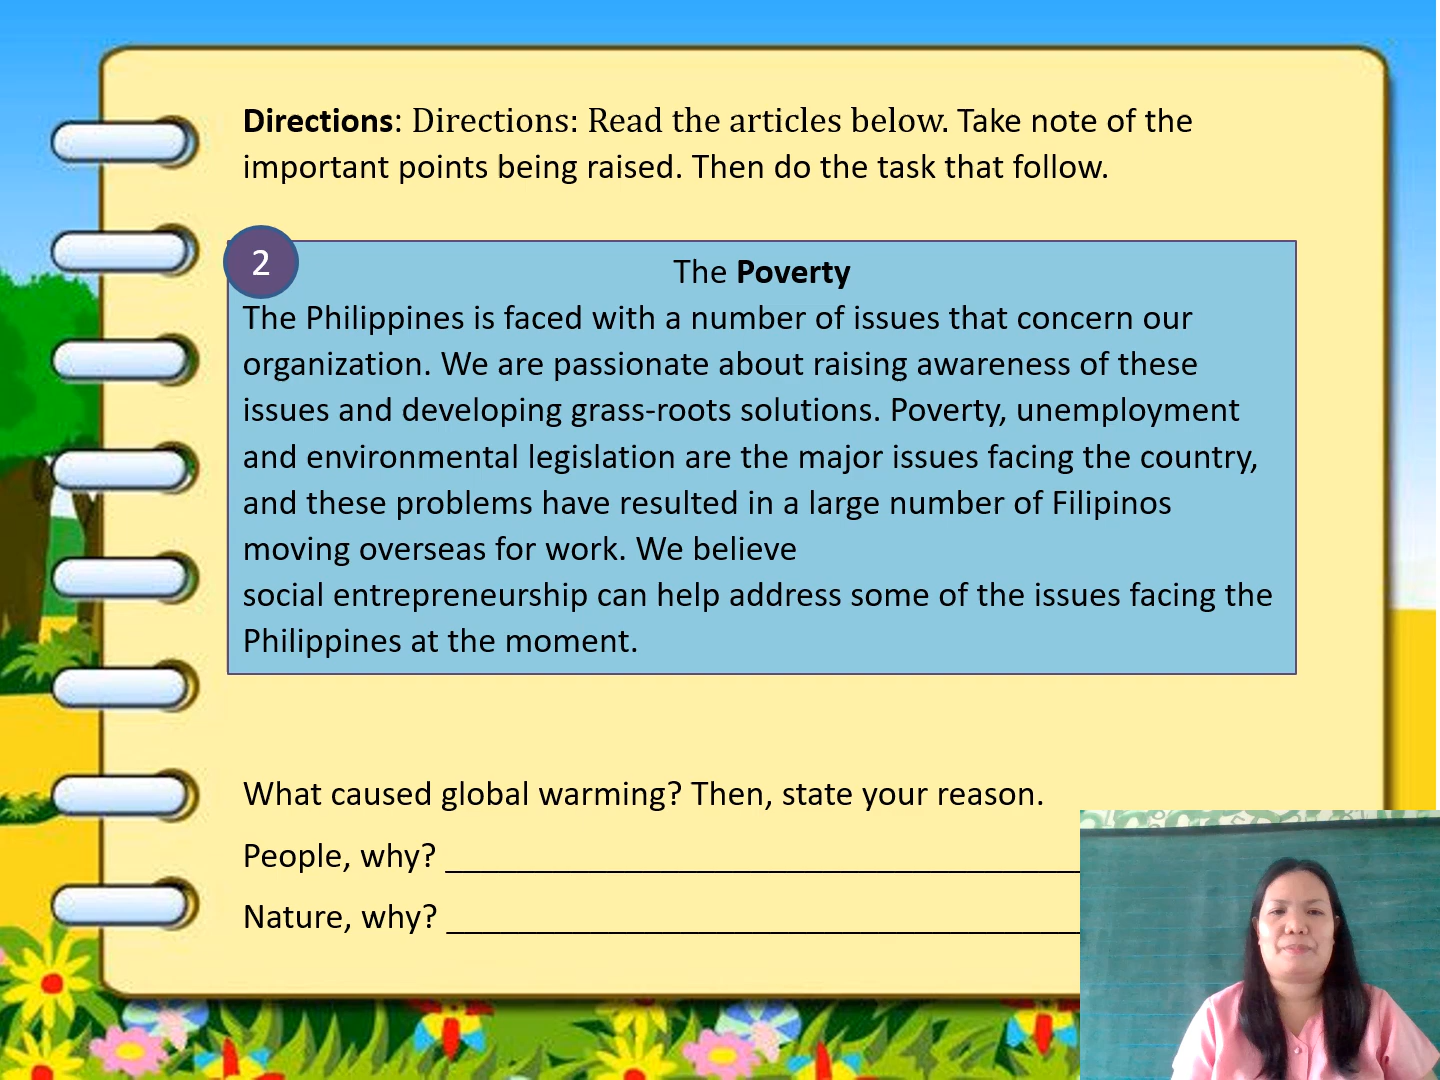 Directions: Directions: Read the articles below. Take note of the
important points being raised. Then do the task that follow.
2
The Poverty
The Philippines is faced with a number of issues that concern our
organization. We are passionate about raising awareness of these
issues and developing grass-roots solutions. Poverty, unemployment
and environmental legislation are the major issues facing the country,
and these problems have resulted in a large number of Filipinos
moving overseas for work. We believe
social entrepreneurship can help address some of the issues facing the
Philippines at the moment.
What caused global warming? Then, state your reason.
People, why? ____________________________________
Nature, why? ____________________________________